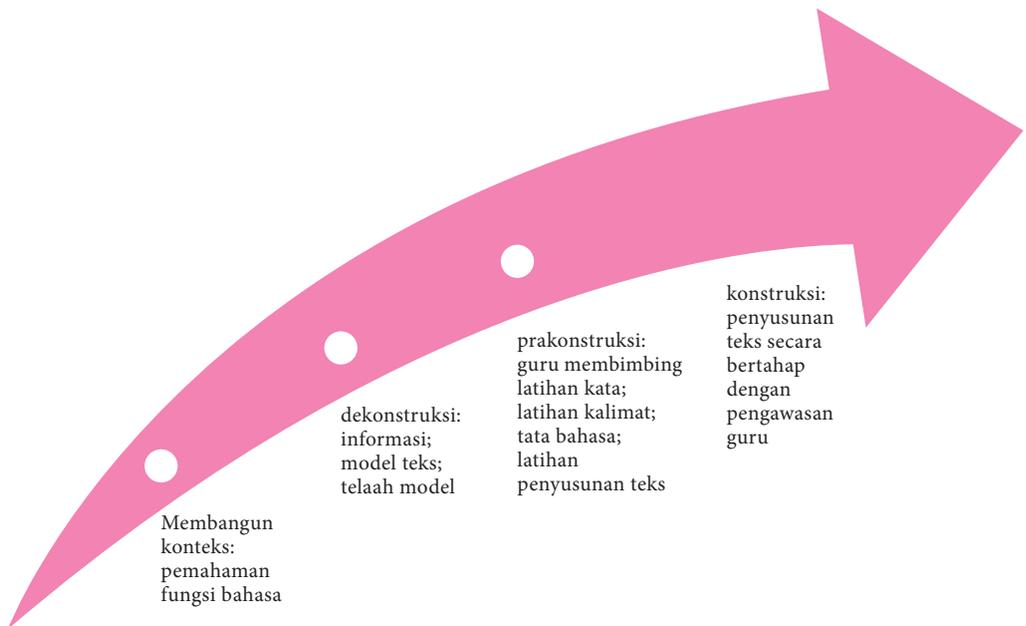 Membangun
konteks:
pemahaman
fungsi bahasa
dekonstruksi:
informasi;
model teks;
telaah model
prakonstruksi:
guru membimbing
latihan kata;
latihan kalimat;
tata bahasa;
latihan
penyusunan teks
konstruksi:
penyusunan
teks secara
bertahap
dengan
pengawasan
guru